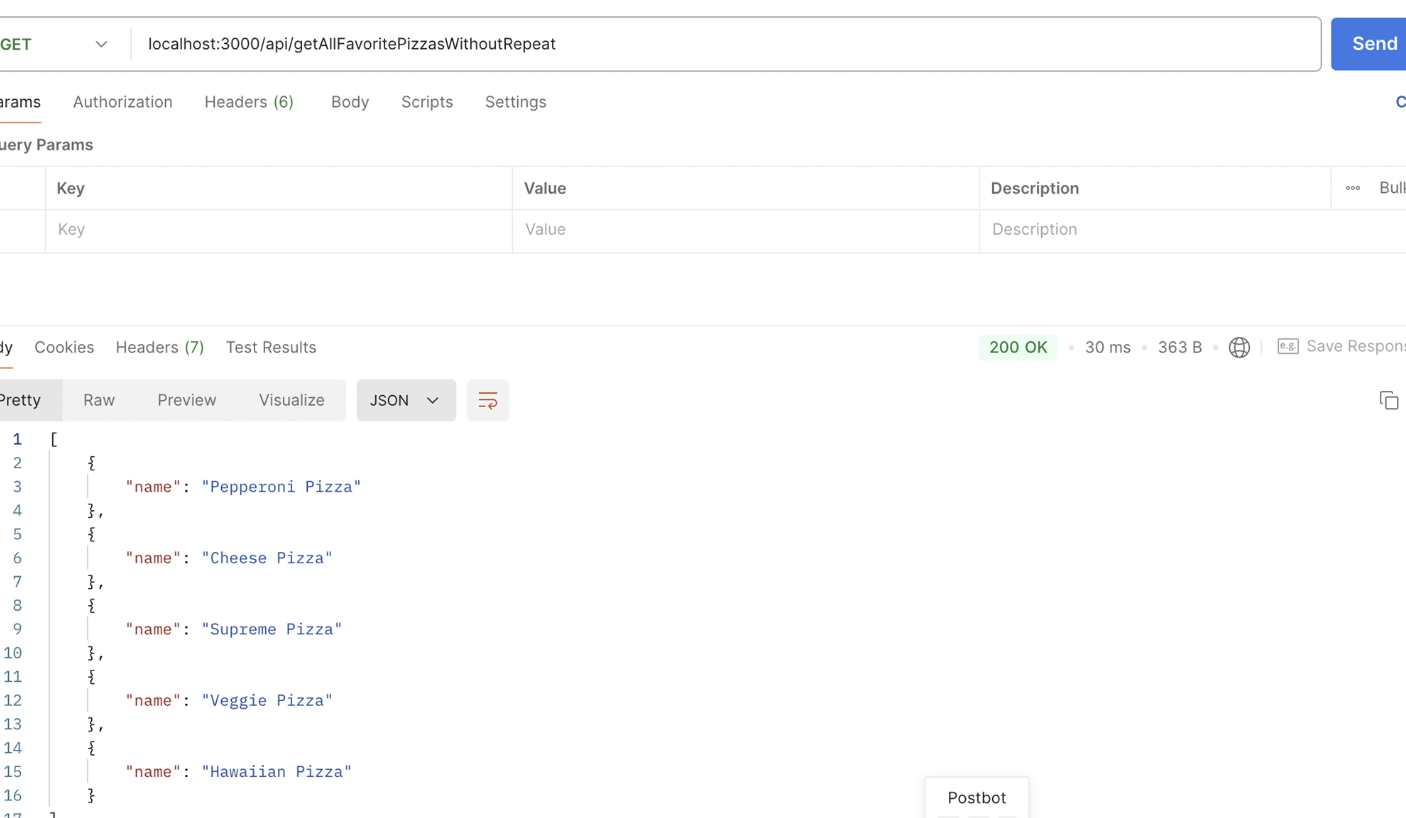 GET localhost:3000/api/getAllFavoritePizzasWithoutRepeat Send
arams Authorization Headers (6) Body Scripts Settings C
uery Params
Key Value Description Bulk
Key Value Description
dy Cookies Headers (7) Test Results 200 OK 30 ms 363 B e.g. Save Respons
Pretty Raw Preview Visualize JSON
1 [
2 {
3 "name": "Pepperoni Pizza"
4 },
5 {
6 "name": "Cheese Pizza"
7 },
8 {
9 "name": "Supreme Pizza"
10 },
11 {
12 "name": "Veggie Pizza"
13 },
14 {
15 "name": "Hawaiian Pizza"
16 }
17 ]
Postbot